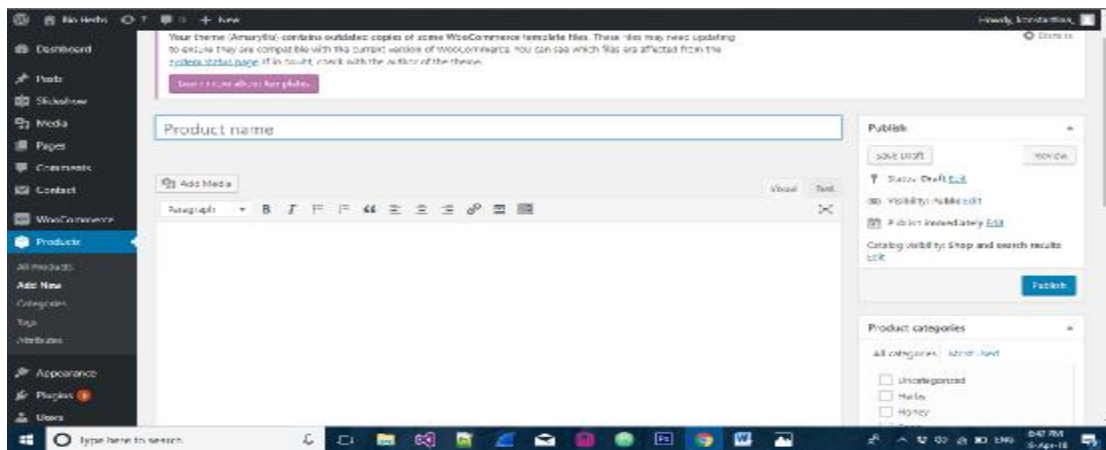 Bio Herbs 7 0 + New
Howdy, konstantina,
Dashboard
Posts
Slideshow
Media
Pages
Comments
Contact
WooCommerce
Products
All Products
Add New
Categories
Tags
Attributes
Appearance
Plugins
Users
Your theme (Amaryllis) contains outdated copies of some WooCommerce template files. These files may need updating
to ensure they are compatible with the current version of WooCommerce. You can see which files are affected from the
system status page. If in doubt, check with the author of the theme.
Dismiss
Learn more about templates
Product name
Add Media
Visual Text
Paragraph
Publish
Save Draft Preview
Status: Draft Edit
Visibility: Public Edit
Publish immediately Edit
Catalog visibility: Shop and search results
Edit
Publish
Product categories
All categories Most Used
Uncategorized
Herbs
Honey
Type here to search
ENG